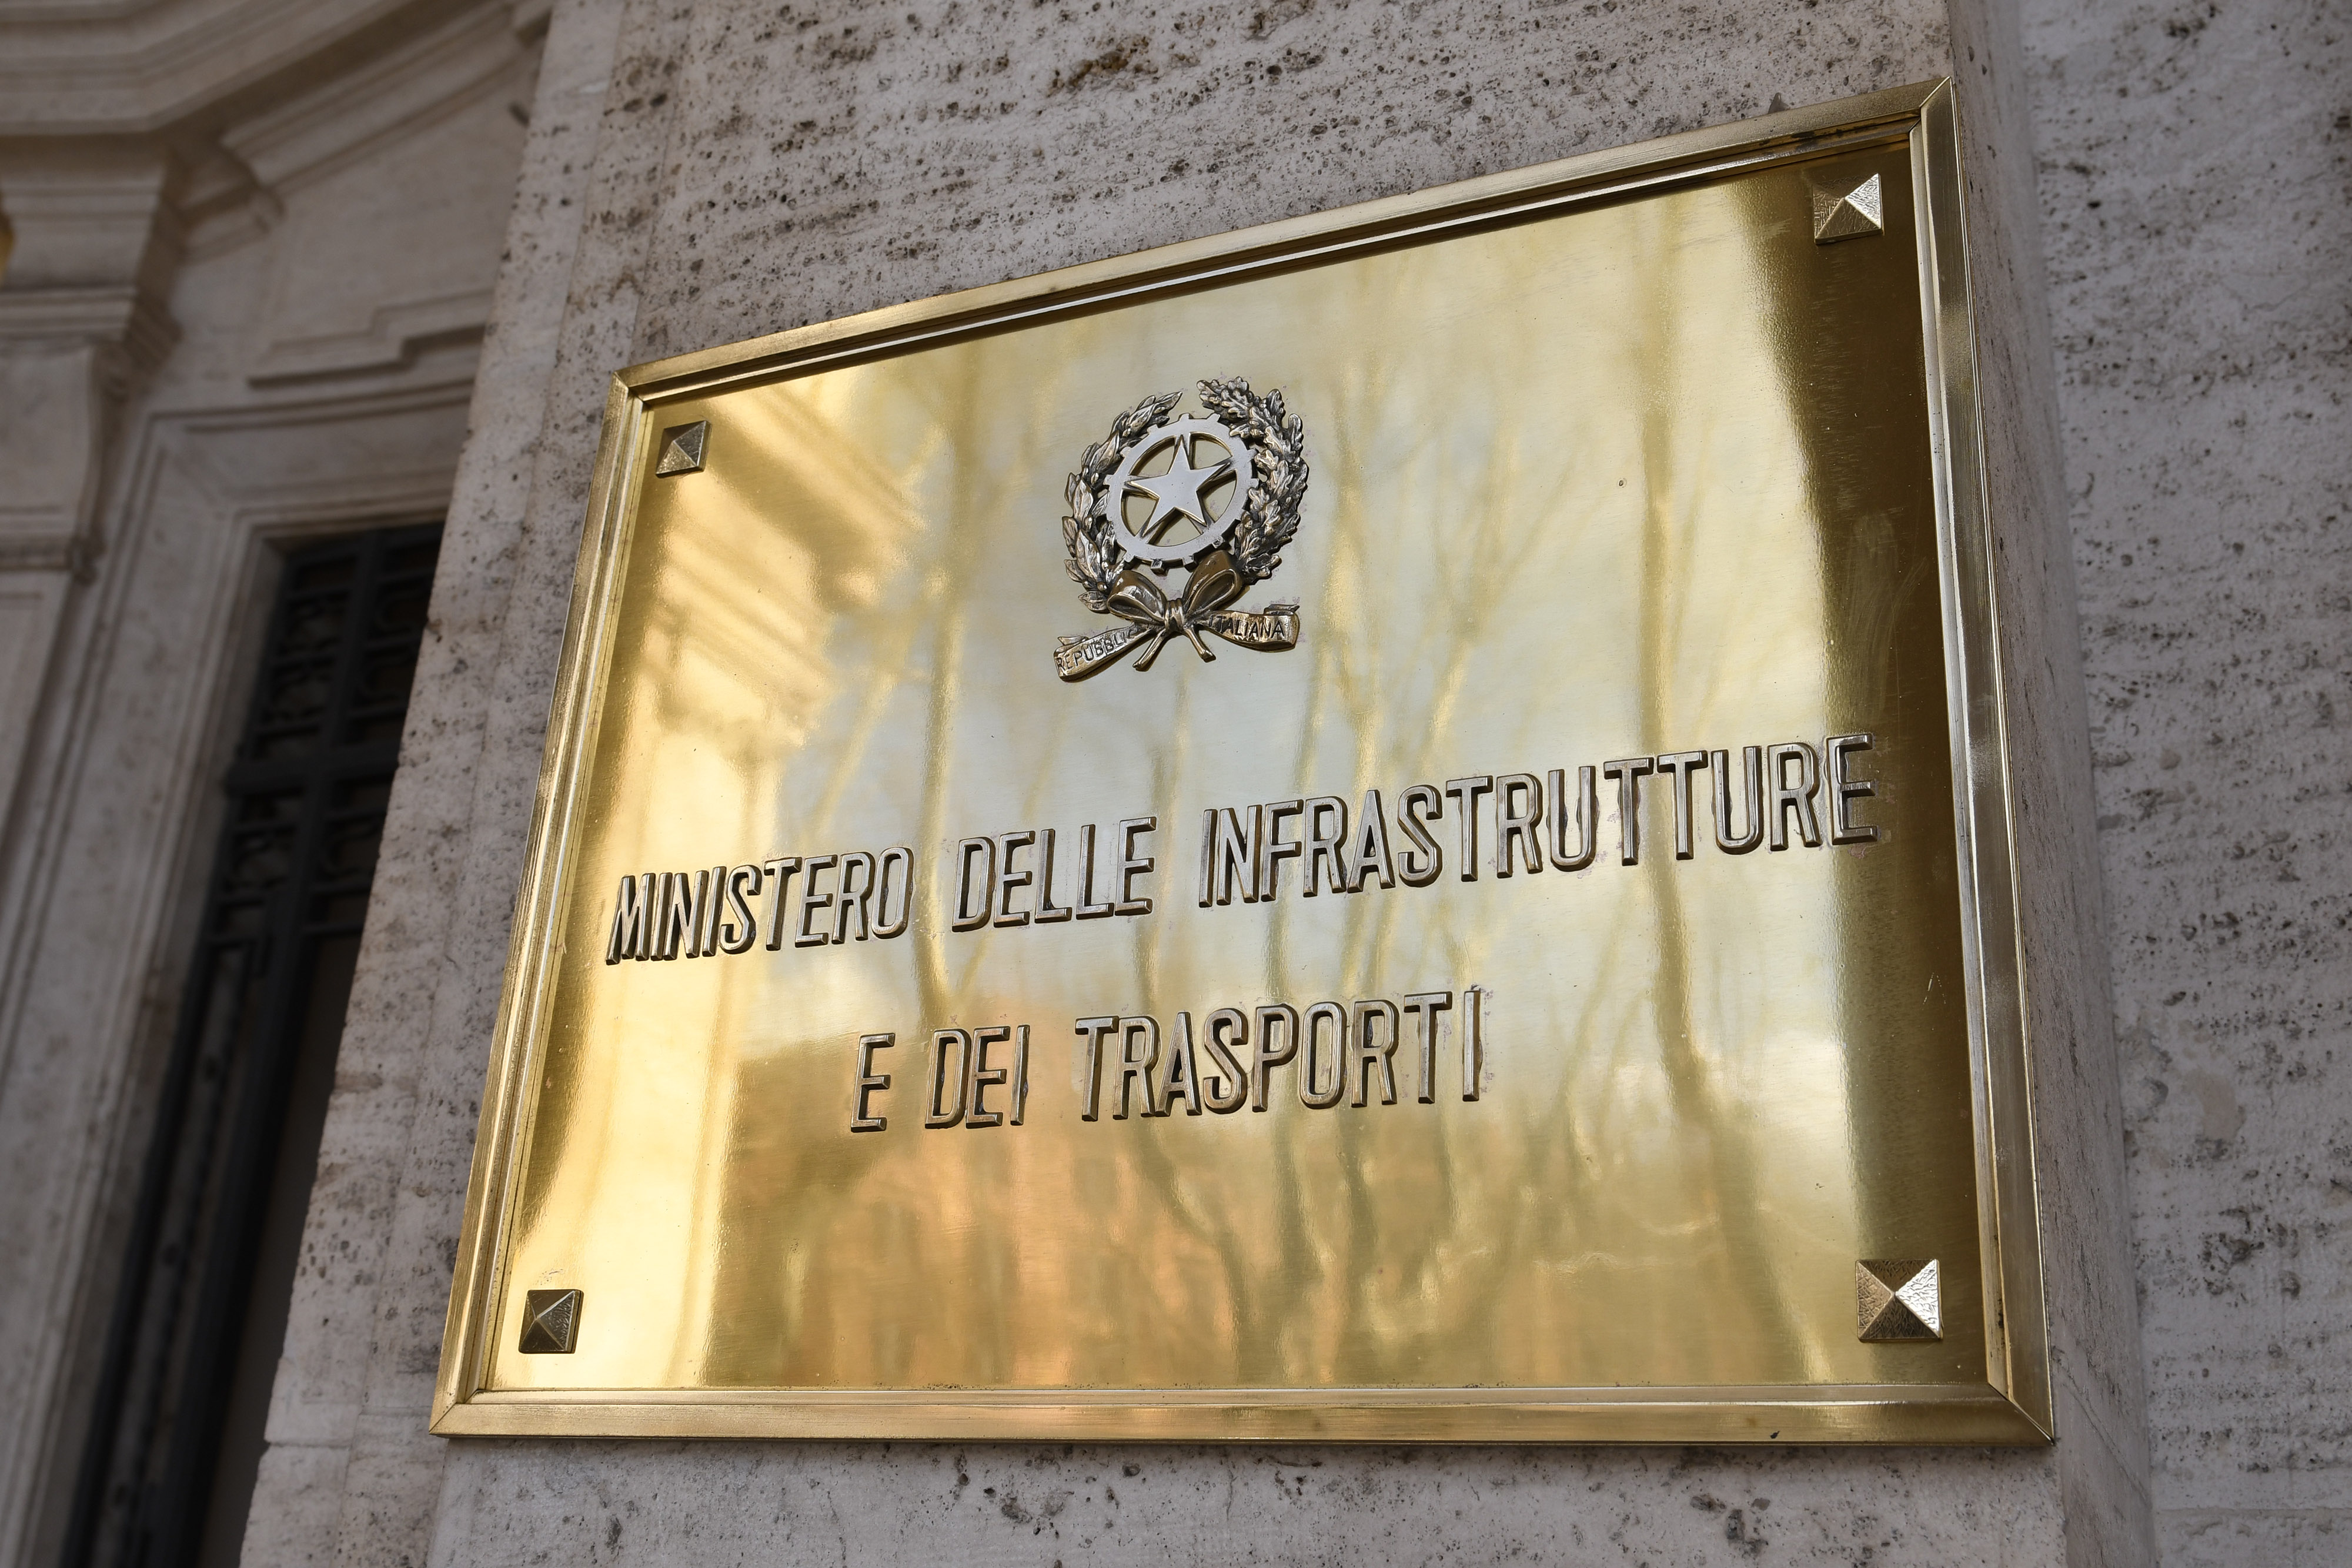 REPUBBLICA ITALIANA
MINISTERO DELLE INFRASTRUTTURE
E DEI TRASPORTI